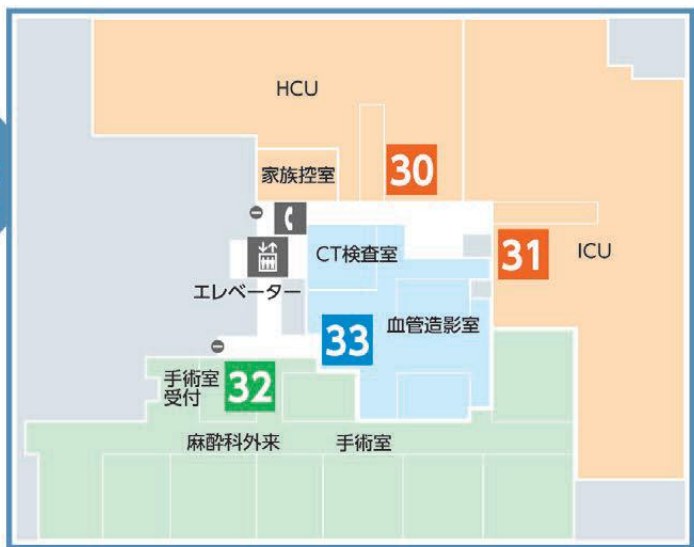 HCU
家族控室
30
CT検査室
31
ICU
エレベーター
33
血管造影室
手術室
受付
32
麻酔科外来
手術室